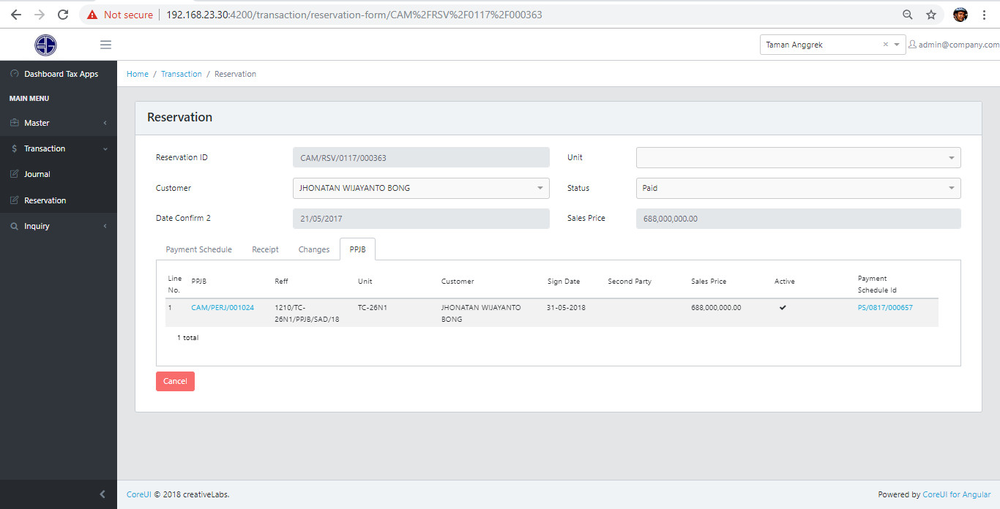 Not secure 192.168.23.30:4200/transaction/reservation-form/CAM%2FRSV%2F0117%2F000363
Taman Anggrek × admin@company.com
Dashboard Tax Apps
MAIN MENU
Master
Transaction
Journal
Reservation
Inquiry
Home / Transaction / Reservation
Reservation
Reservation ID CAM/RSV/0117/000363 Unit
Customer JHONATAN WIJAYANTO BONG Status Paid
Date Confirm 2 21/05/2017 Sales Price 688,000,000.00
Payment Schedule Receipt Changes PPJB
Line No. PPJB Reff Unit Customer Sign Date Second Party Sales Price Active Payment Schedule Id
1 CAM/PERJ/001024 1210/TC-26N1/PPJB/SAD/18 TC-26N1 JHONATAN WIJAYANTO BONG 31-05-2018 688,000,000.00 ✔ PS/0817/000657
1 total
Cancel
CoreUI © 2018 creativeLabs. Powered by CoreUI for Angular